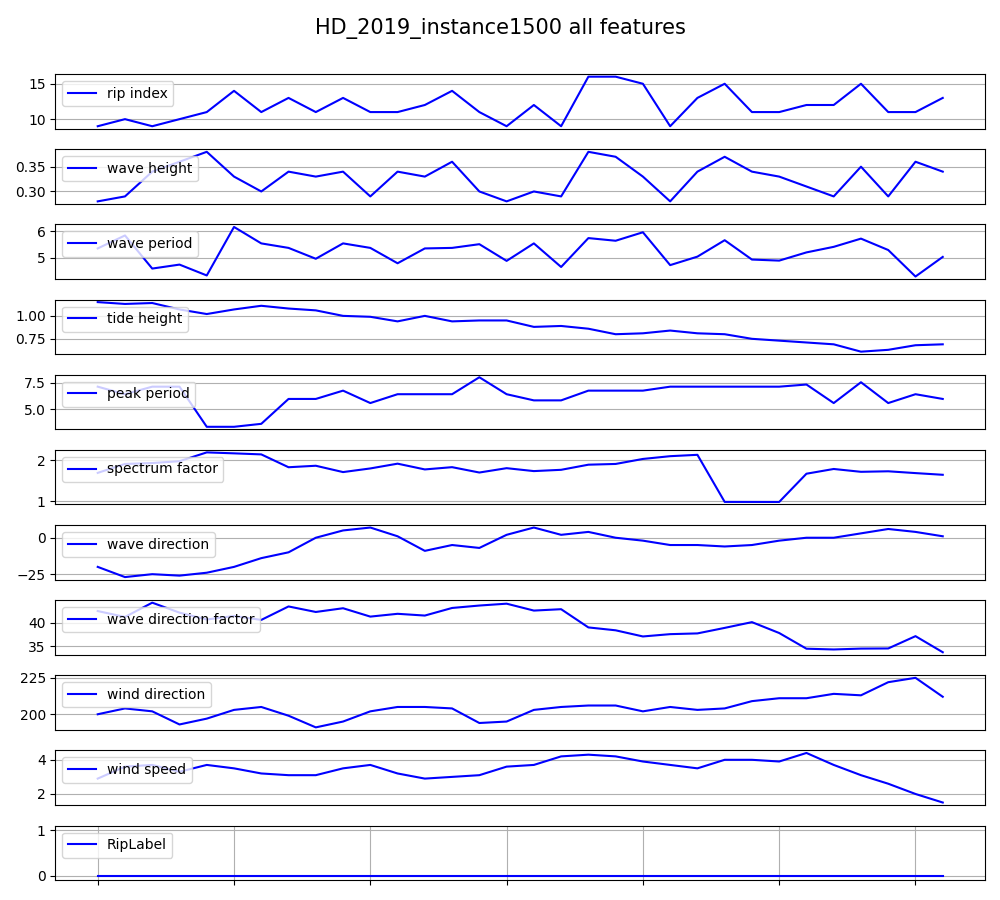 HD_2019_instance1500 all features
15
10
rip index
0.35
0.30
wave height
6
5
wave period
1.00
0.75
tide height
7.5
5.0
peak period
2
1
spectrum factor
0
−25
wave direction
40
35
wave direction factor
225
200
wind direction
4
2
wind speed
1
0
RipLabel